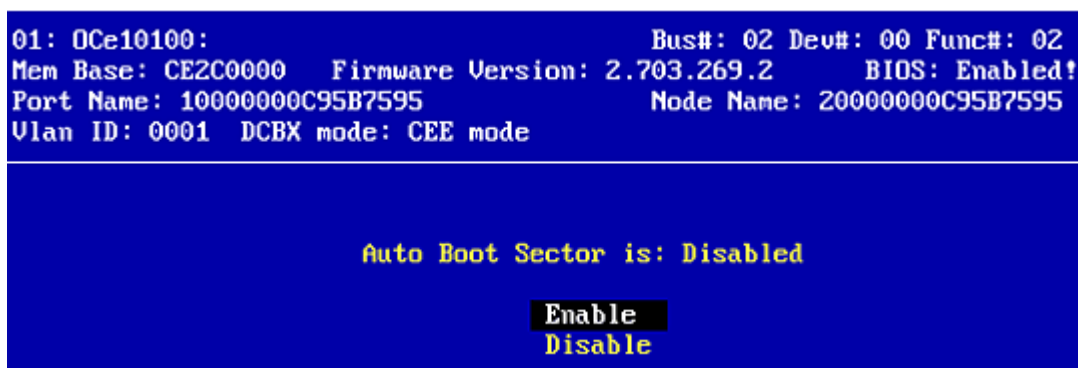 01: OCe10100: Bus#: 02 Dev#: 00 Func#: 02
Mem Base: CE2C0000 Firmware Version: 2.703.269.2 BIOS: Enabled!
Port Name: 10000000C95B7595 Node Name: 20000000C95B7595
Vlan ID: 0001 DCBX mode: CEE mode
Auto Boot Sector is: Disabled
Enable
Disable